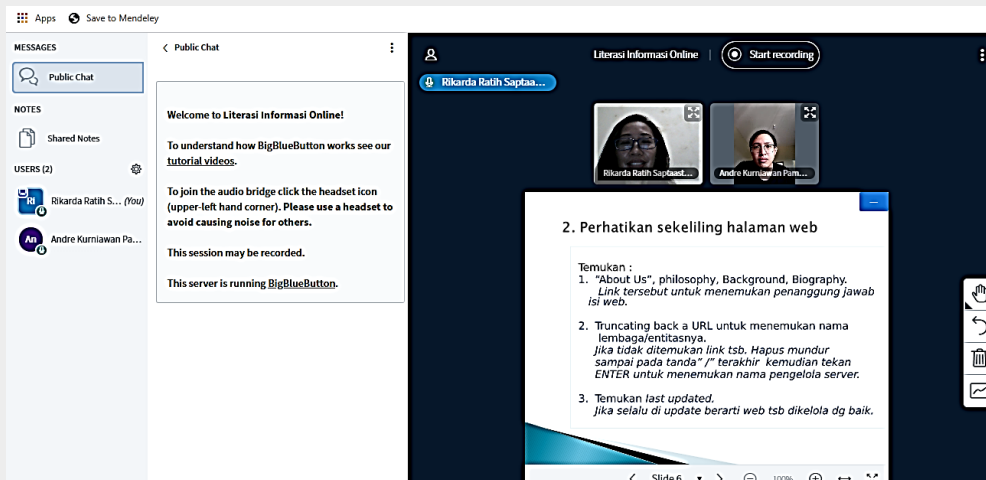 Apps Save to Mendeley
MESSAGES
Public Chat
NOTES
Shared Notes
USERS (2)
RI Rikarda Ratih S... (You)
An Andre Kurniawan Pa...
Public Chat
Welcome to Literasi Informasi Online!
To understand how BigBlueButton works see our
tutorial videos.
To join the audio bridge click the headset icon
(upper-left hand corner). Please use a headset to
avoid causing noise for others.
This session may be recorded.
This server is running BigBlueButton.
Literasi Informasi Online | Start recording
Rikarda Ratih Saptaa...
Rikarda Ratih Saptaast...
Andre Kurniawan Pam...
2. Perhatikan sekeliling halaman web
Temukan :
1. “About Us”, philosophy, Background, Biography.
Link tersebut untuk menemukan penanggung jawab
isi web.
2. Truncating back a URL untuk menemukan nama
lembaga/entitasnya.
Jika tidak ditemukan link tsb. Hapus mundur
sampai pada tanda” /” terakhir kemudian tekan
ENTER untuk menemukan nama pengelola server.
3. Temukan last updated.
Jika selalu di update berarti web tsb dikelola dg baik.
Slide 6 100%